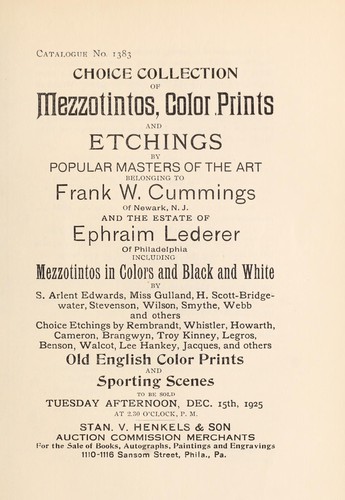 Catalogue No. 1383
CHOICE COLLECTION
OF
Mezzotintos, Color Prints
AND
ETCHINGS
BY
POPULAR MASTERS OF THE ART
BELONGING TO
Frank W. Cummings
Of Newark, N. J.
AND THE ESTATE OF
Ephraim Lederer
Of Philadelphia
INCLUDING
Mezzotintos in Colors and Black and White
BY
S. Arlent Edwards, Miss Gulland, H. Scott-Bridge-
water, Stevenson, Wilson, Smythe, Webb
and others
Choice Etchings by Rembrandt, Whistler, Howarth,
Cameron, Brangwyn, Troy Kinney, Legros,
Benson, Walcot, Lee Hankey, Jacques, and others
Old English Color Prints
AND
Sporting Scenes
TO BE SOLD
TUESDAY AFTERNOON, DEC. 15th, 1925
AT 2.30 O'CLOCK, P. M.
STAN. V. HENKELS & SON
AUCTION COMMISSION MERCHANTS
For the Sale of Books, Autographs, Paintings and Engravings
1110-1116 Sansom Street, Phila., Pa.